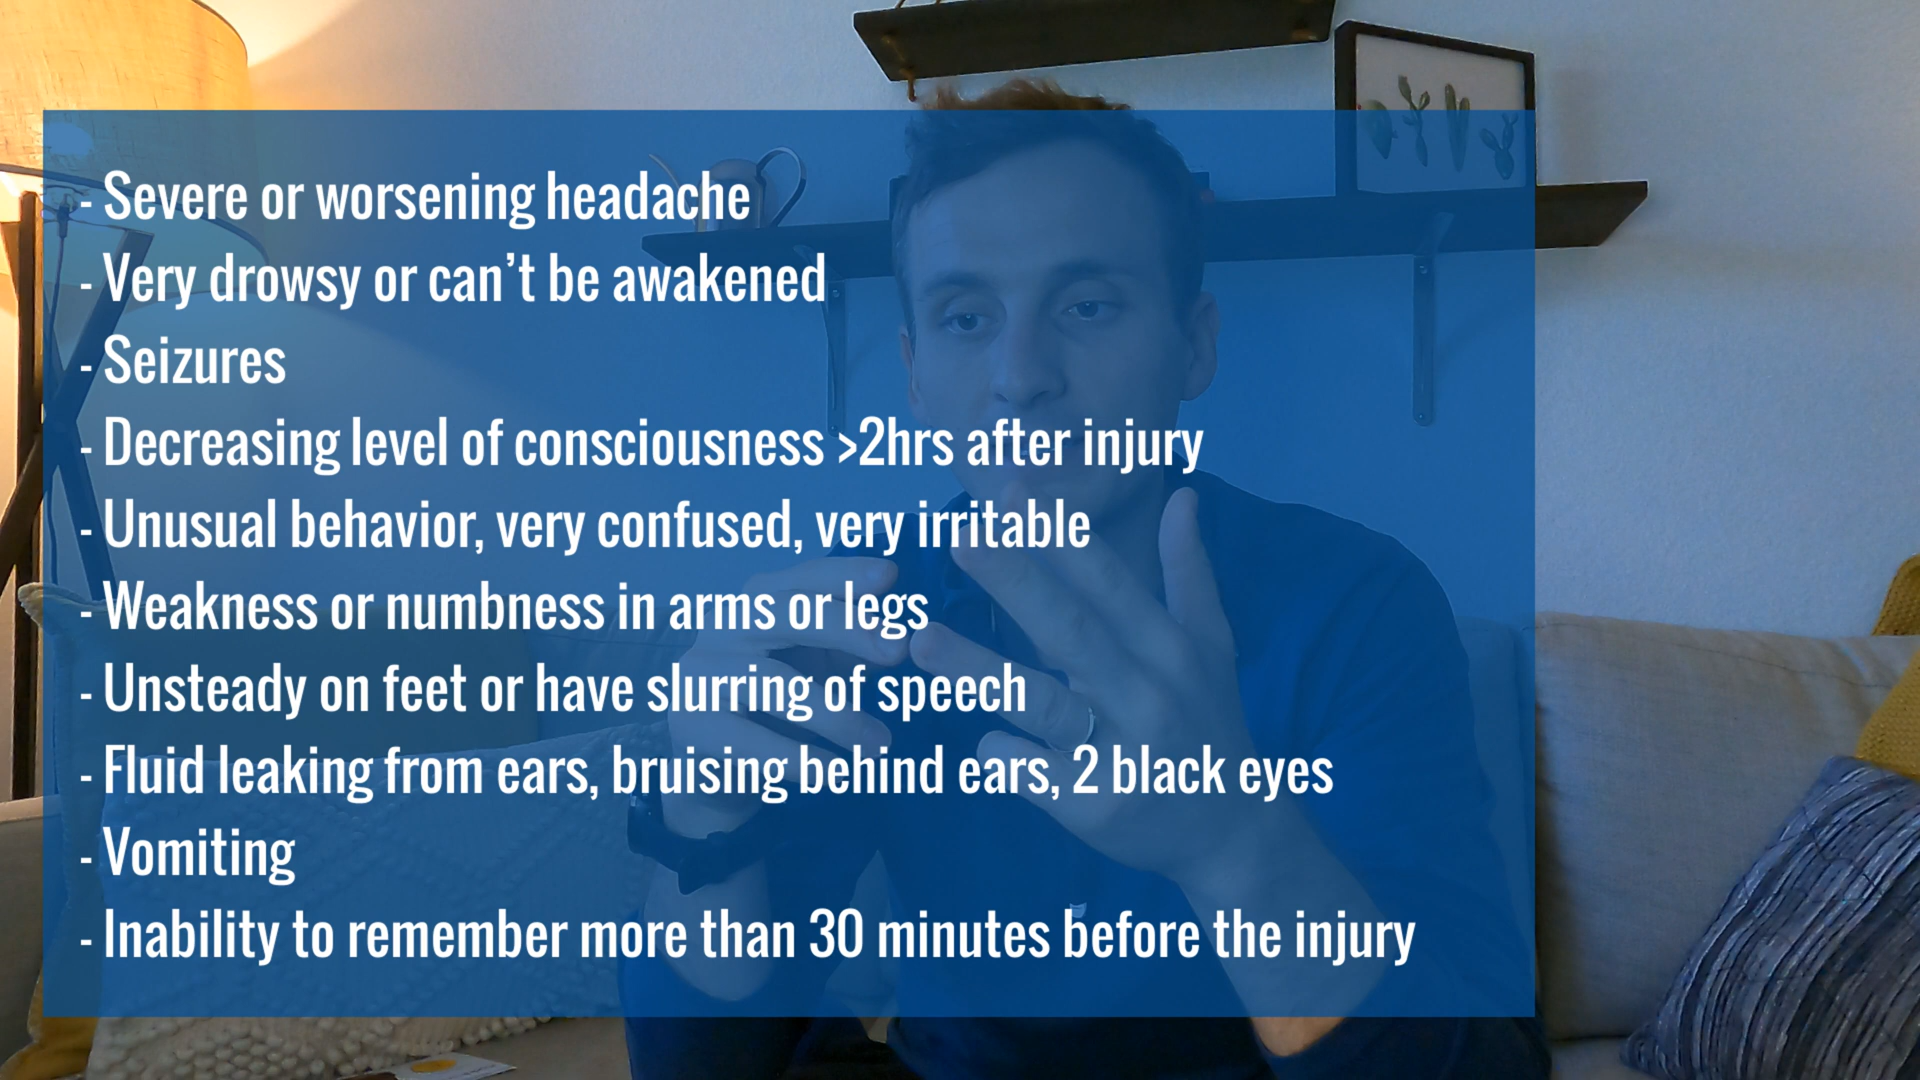 - Severe or worsening headache
- Very drowsy or can’t be awakened
- Seizures
- Decreasing level of consciousness >2hrs after injury
- Unusual behavior, very confused, very irritable
- Weakness or numbness in arms or legs
- Unsteady on feet or have slurring of speech
- Fluid leaking from ears, bruising behind ears, 2 black eyes
- Vomiting
- Inability to remember more than 30 minutes before the injury